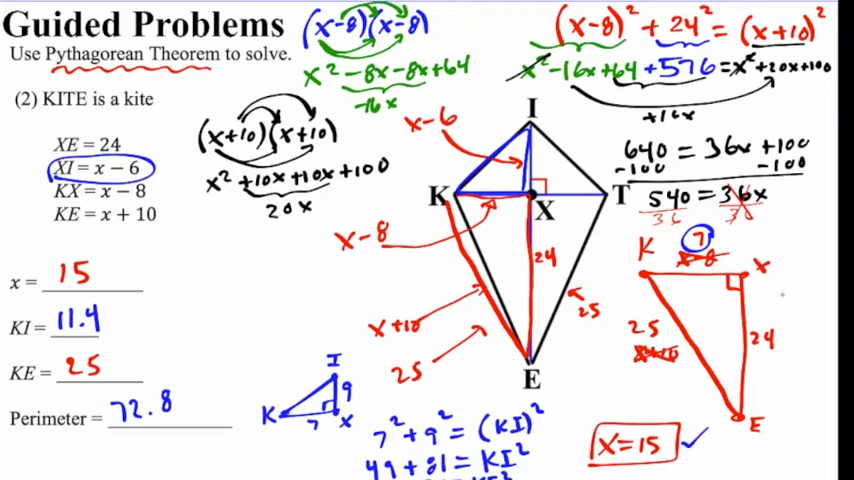 Guided Problems
Use Pythagorean Theorem to solve.
(2) KITE is a kite
XE = 24
XI = x − 6
KX = x − 8
KE = x + 10
x = 15
KI = 11.4
KE = 25
Perimeter = 72.8
(x-8)(x-8)
x² -8x-8x+64
-16x
(x+10)(x+10)
x² +10x+10x+100
20x
(x-8)² + 24² = (x+10)²
x²-16x+64 +576 = x²+20x+100
+16x
640 = 36x +100
-100 -100
540 = 36x
36 36
x-6
I
K
X
T
E
x-8
24
x+10
25
25
K
7
x-8
X
25
x+10
24
E
X=15
I
9
K
7
X
7² + 9² = (KI)²
49 + 81 = KI²